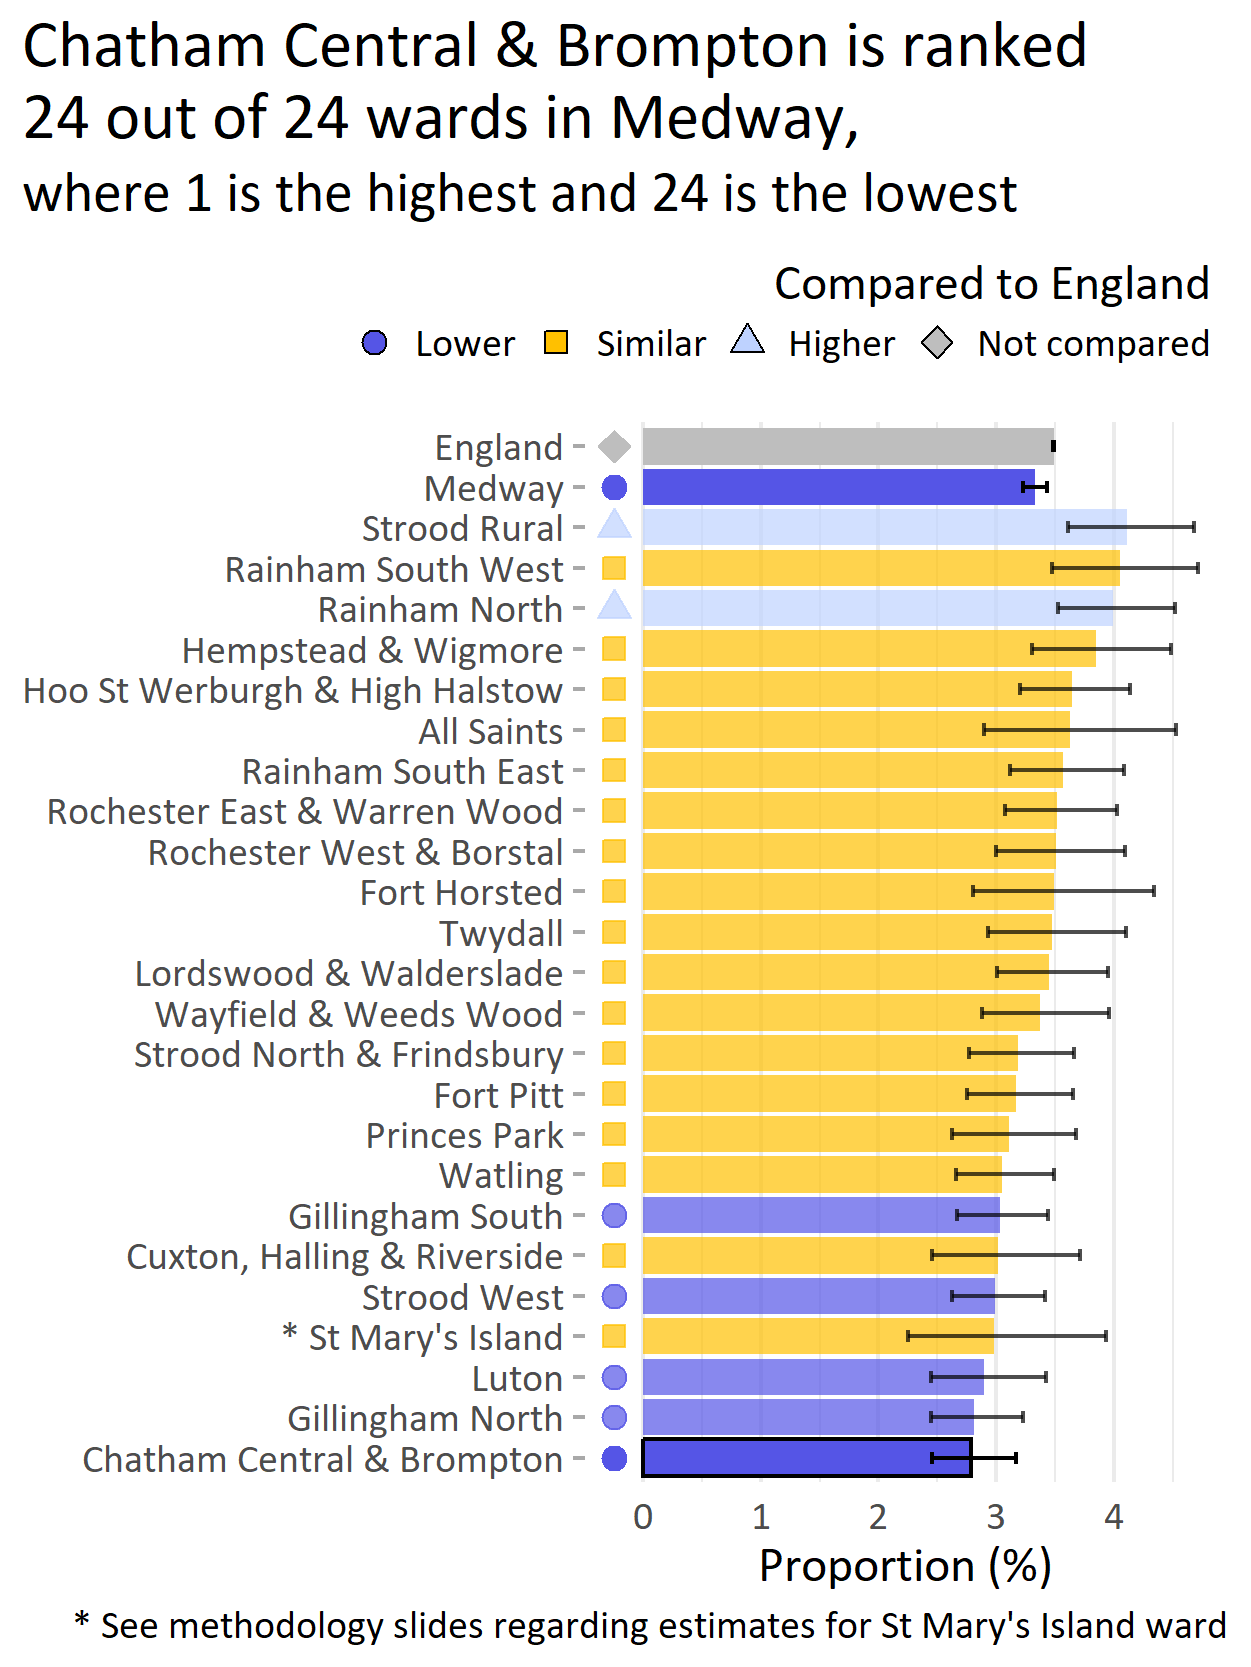 Chatham Central & Brompton is ranked
24 out of 24 wards in Medway,
where 1 is the highest and 24 is the lowest
Compared to England
Lower Similar Higher Not compared
England
Medway
Strood Rural
Rainham South West
Rainham North
Hempstead & Wigmore
Hoo St Werburgh & High Halstow
All Saints
Rainham South East
Rochester East & Warren Wood
Rochester West & Borstal
Fort Horsted
Twydall
Lordswood & Walderslade
Wayfield & Weeds Wood
Strood North & Frindsbury
Fort Pitt
Princes Park
Watling
Gillingham South
Cuxton, Halling & Riverside
Strood West
* St Mary's Island
Luton
Gillingham North
Chatham Central & Brompton
0 1 2 3 4
Proportion (%)
* See methodology slides regarding estimates for St Mary's Island ward